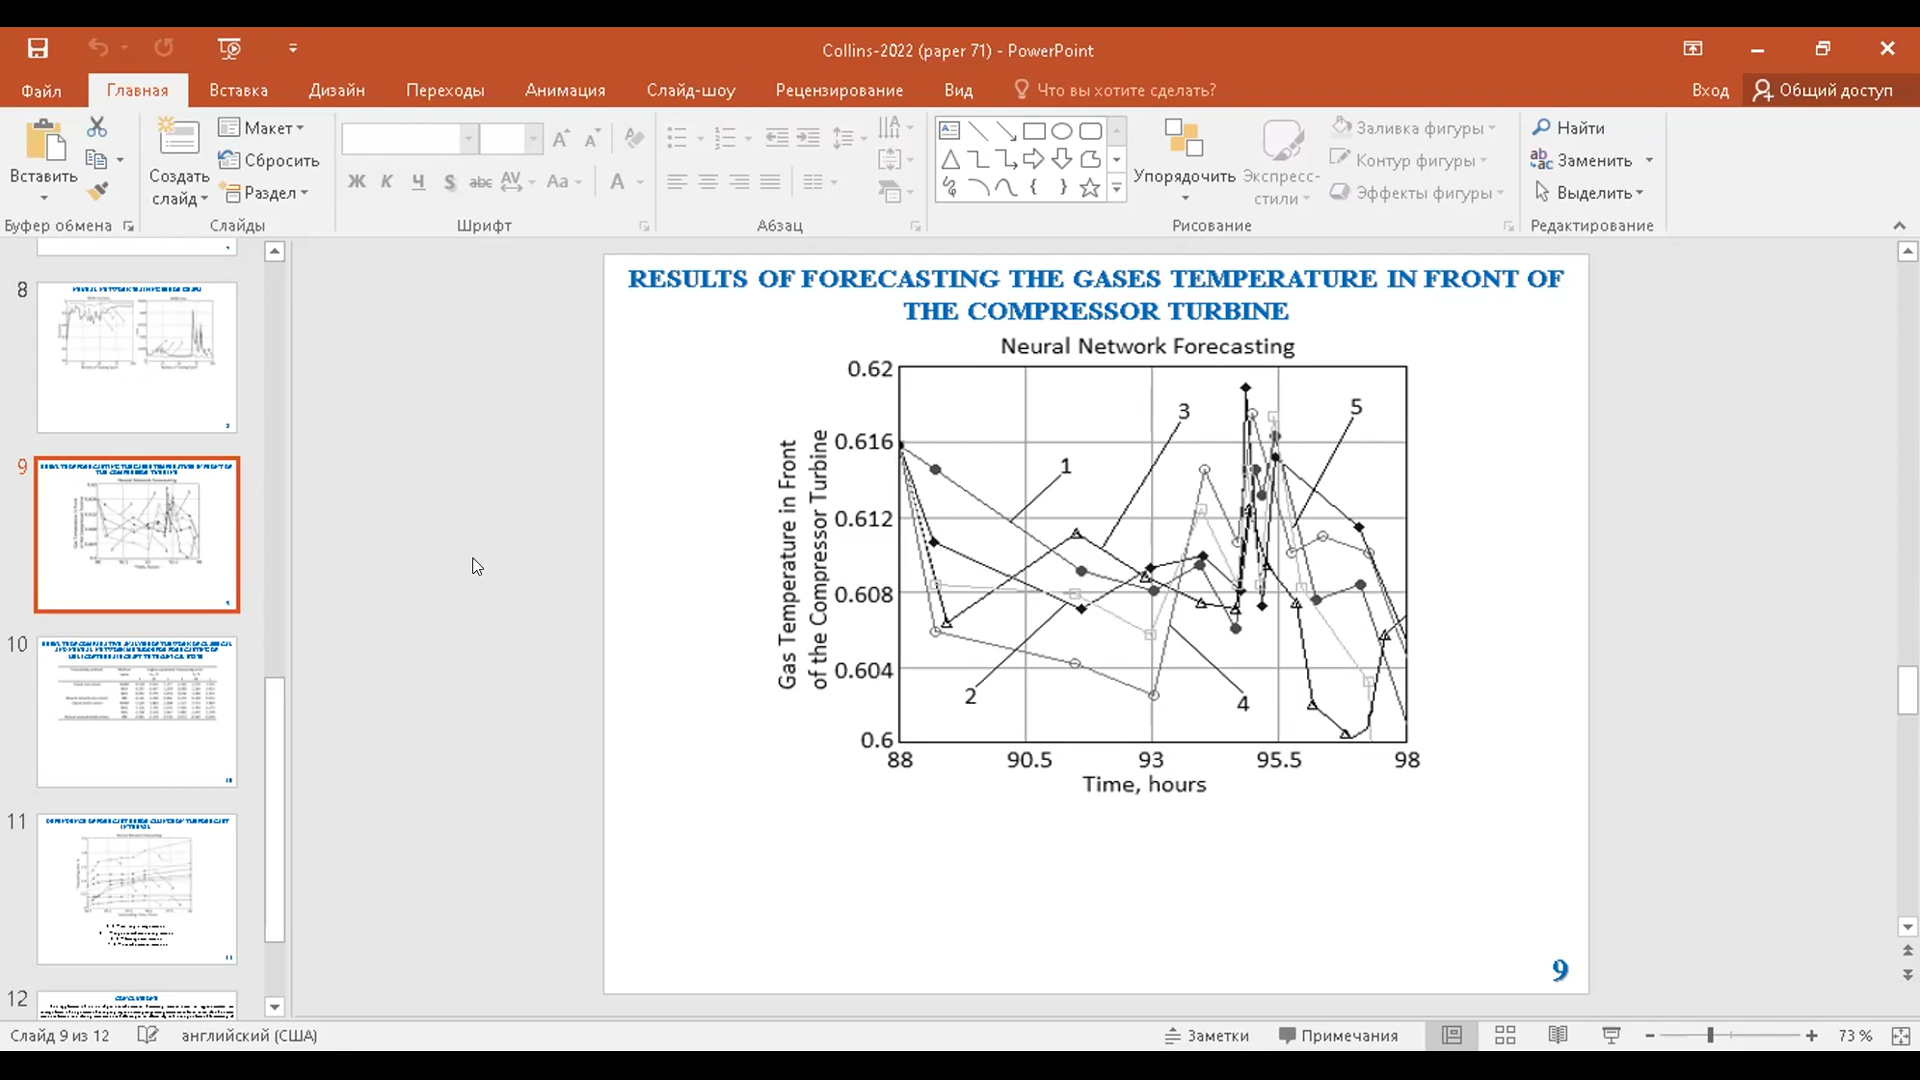 Collins-2022 (paper 71) - PowerPoint
Файл Главная Вставка Дизайн Переходы Анимация Слайд-шоу Рецензирование Вид Что вы хотите сделать? Вход Общий доступ
Вставить
Создать слайд
Макет
Сбросить
Раздел
Ж К Ч S abc AV Aa A
Упорядочить
Экспресс-стили
Заливка фигуры
Контур фигуры
Эффекты фигуры
Найти
Заменить
Выделить
Буфер обмена Слайды Шрифт Абзац Рисование Редактирование
8
9
10
11
12
RESULTS OF FORECASTING THE GASES TEMPERATURE IN FRONT OF
THE COMPRESSOR TURBINE
Neural Network Forecasting
Gas Temperature in Front
of the Compressor Turbine
0.62
0.616
0.612
0.608
0.604
0.6
1
2
3
4
5
88 90.5 93 95.5 98
Time, hours
9
Слайд 9 из 12 английский (США) Заметки Примечания 73 %